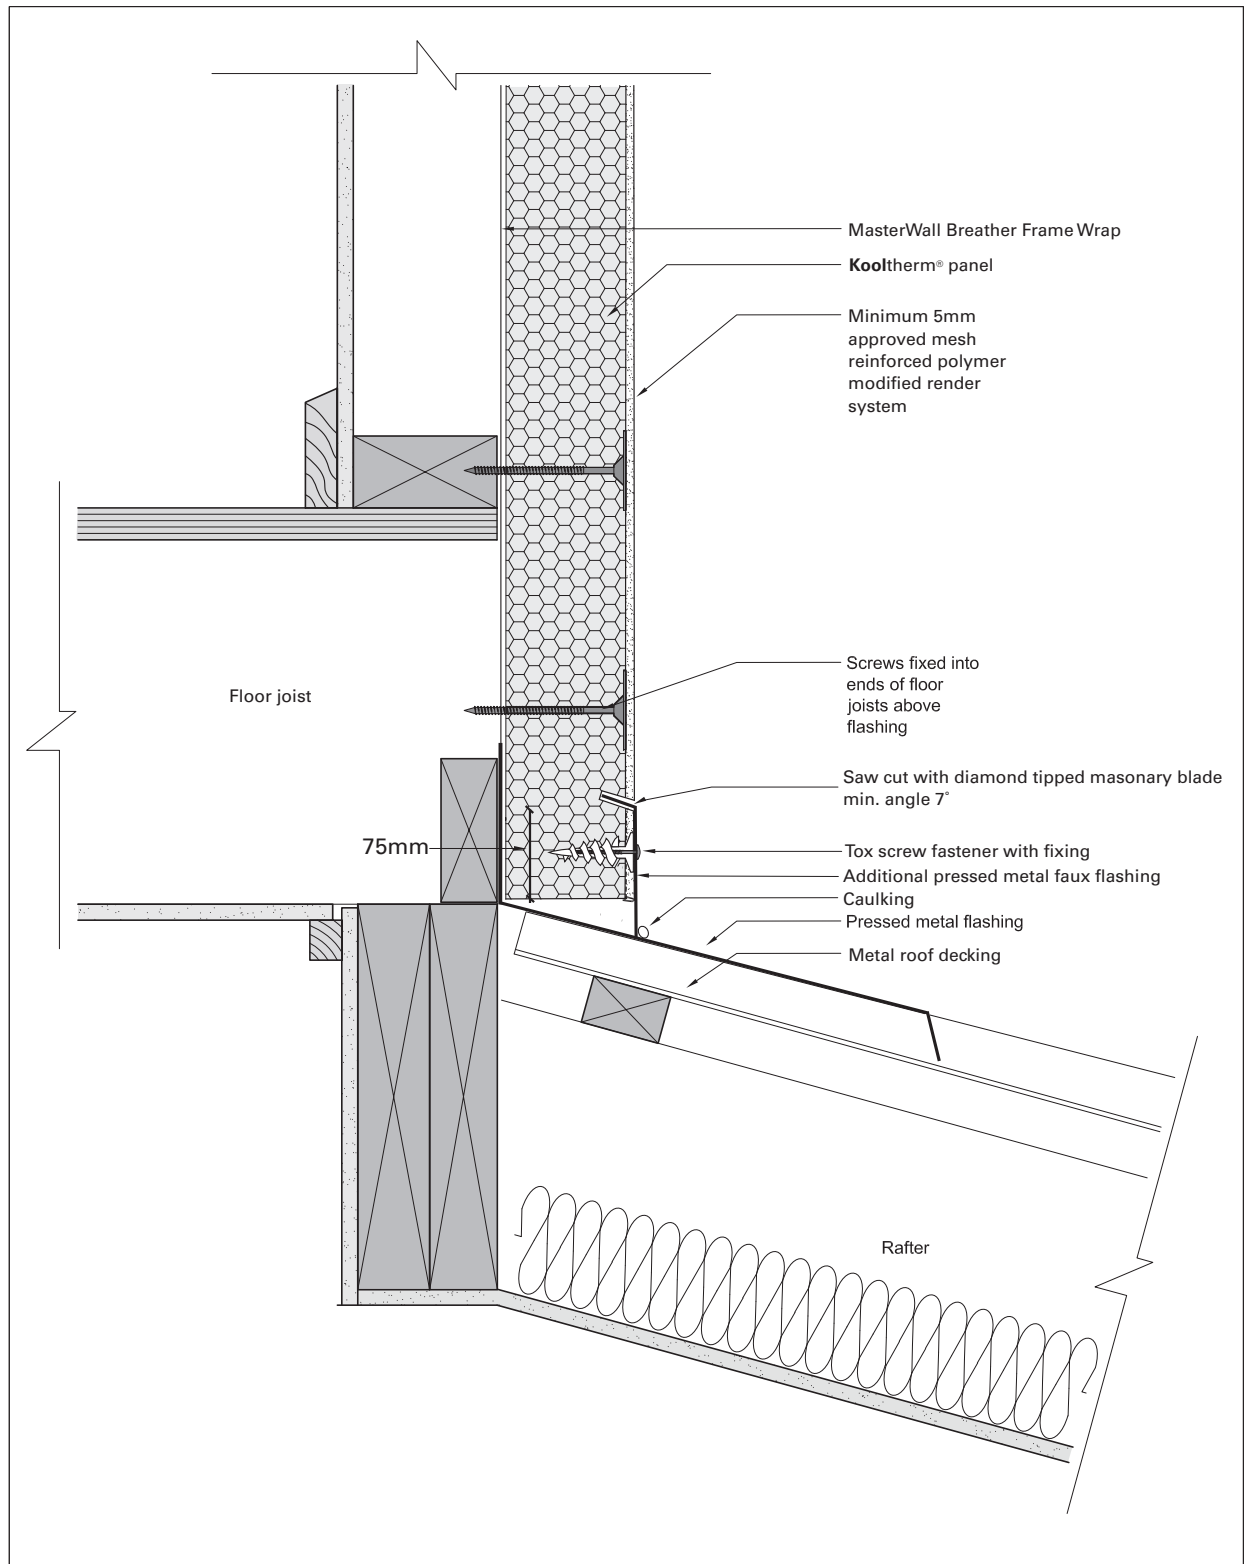 MasterWall Breather Frame Wrap
Kooltherm® panel
Minimum 5mm
approved mesh
reinforced polymer
modified render
system
Screws fixed into
ends of floor
joists above
flashing
Floor joist
Saw cut with diamond tipped masonary blade
min. angle 7°
75mm
Tox screw fastener with fixing
Additional pressed metal faux flashing
Caulking
Pressed metal flashing
Metal roof decking
Rafter